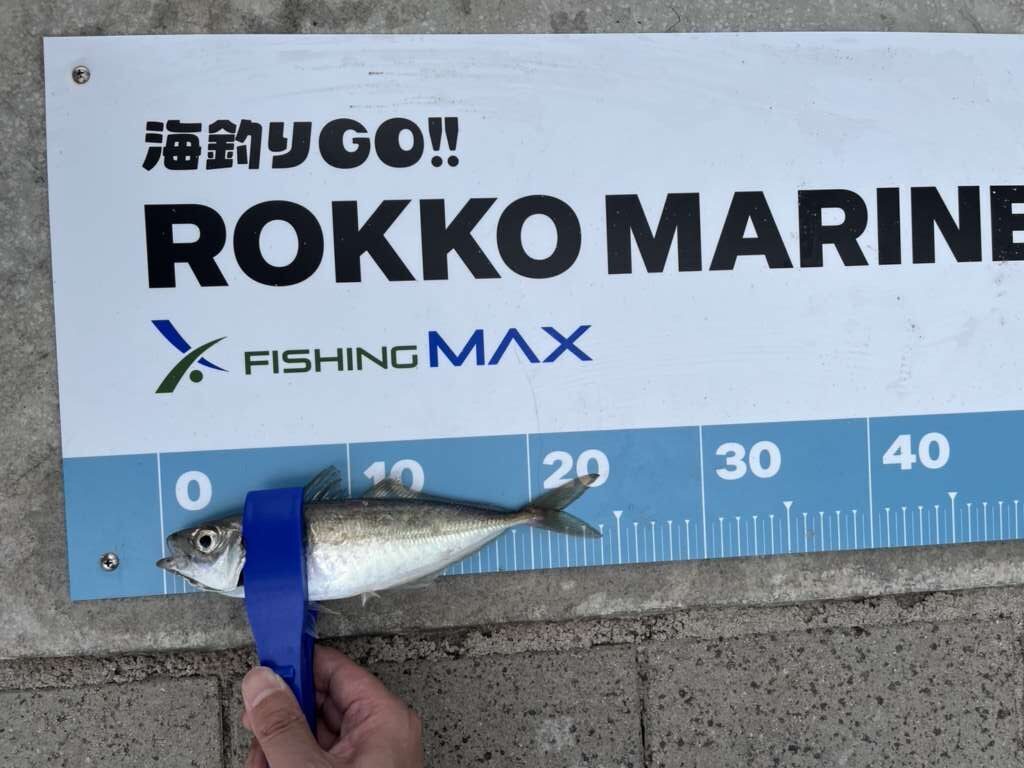 海釣りGO!!
ROKKO MARINE
FISHING MAX
0 10 20 30 40